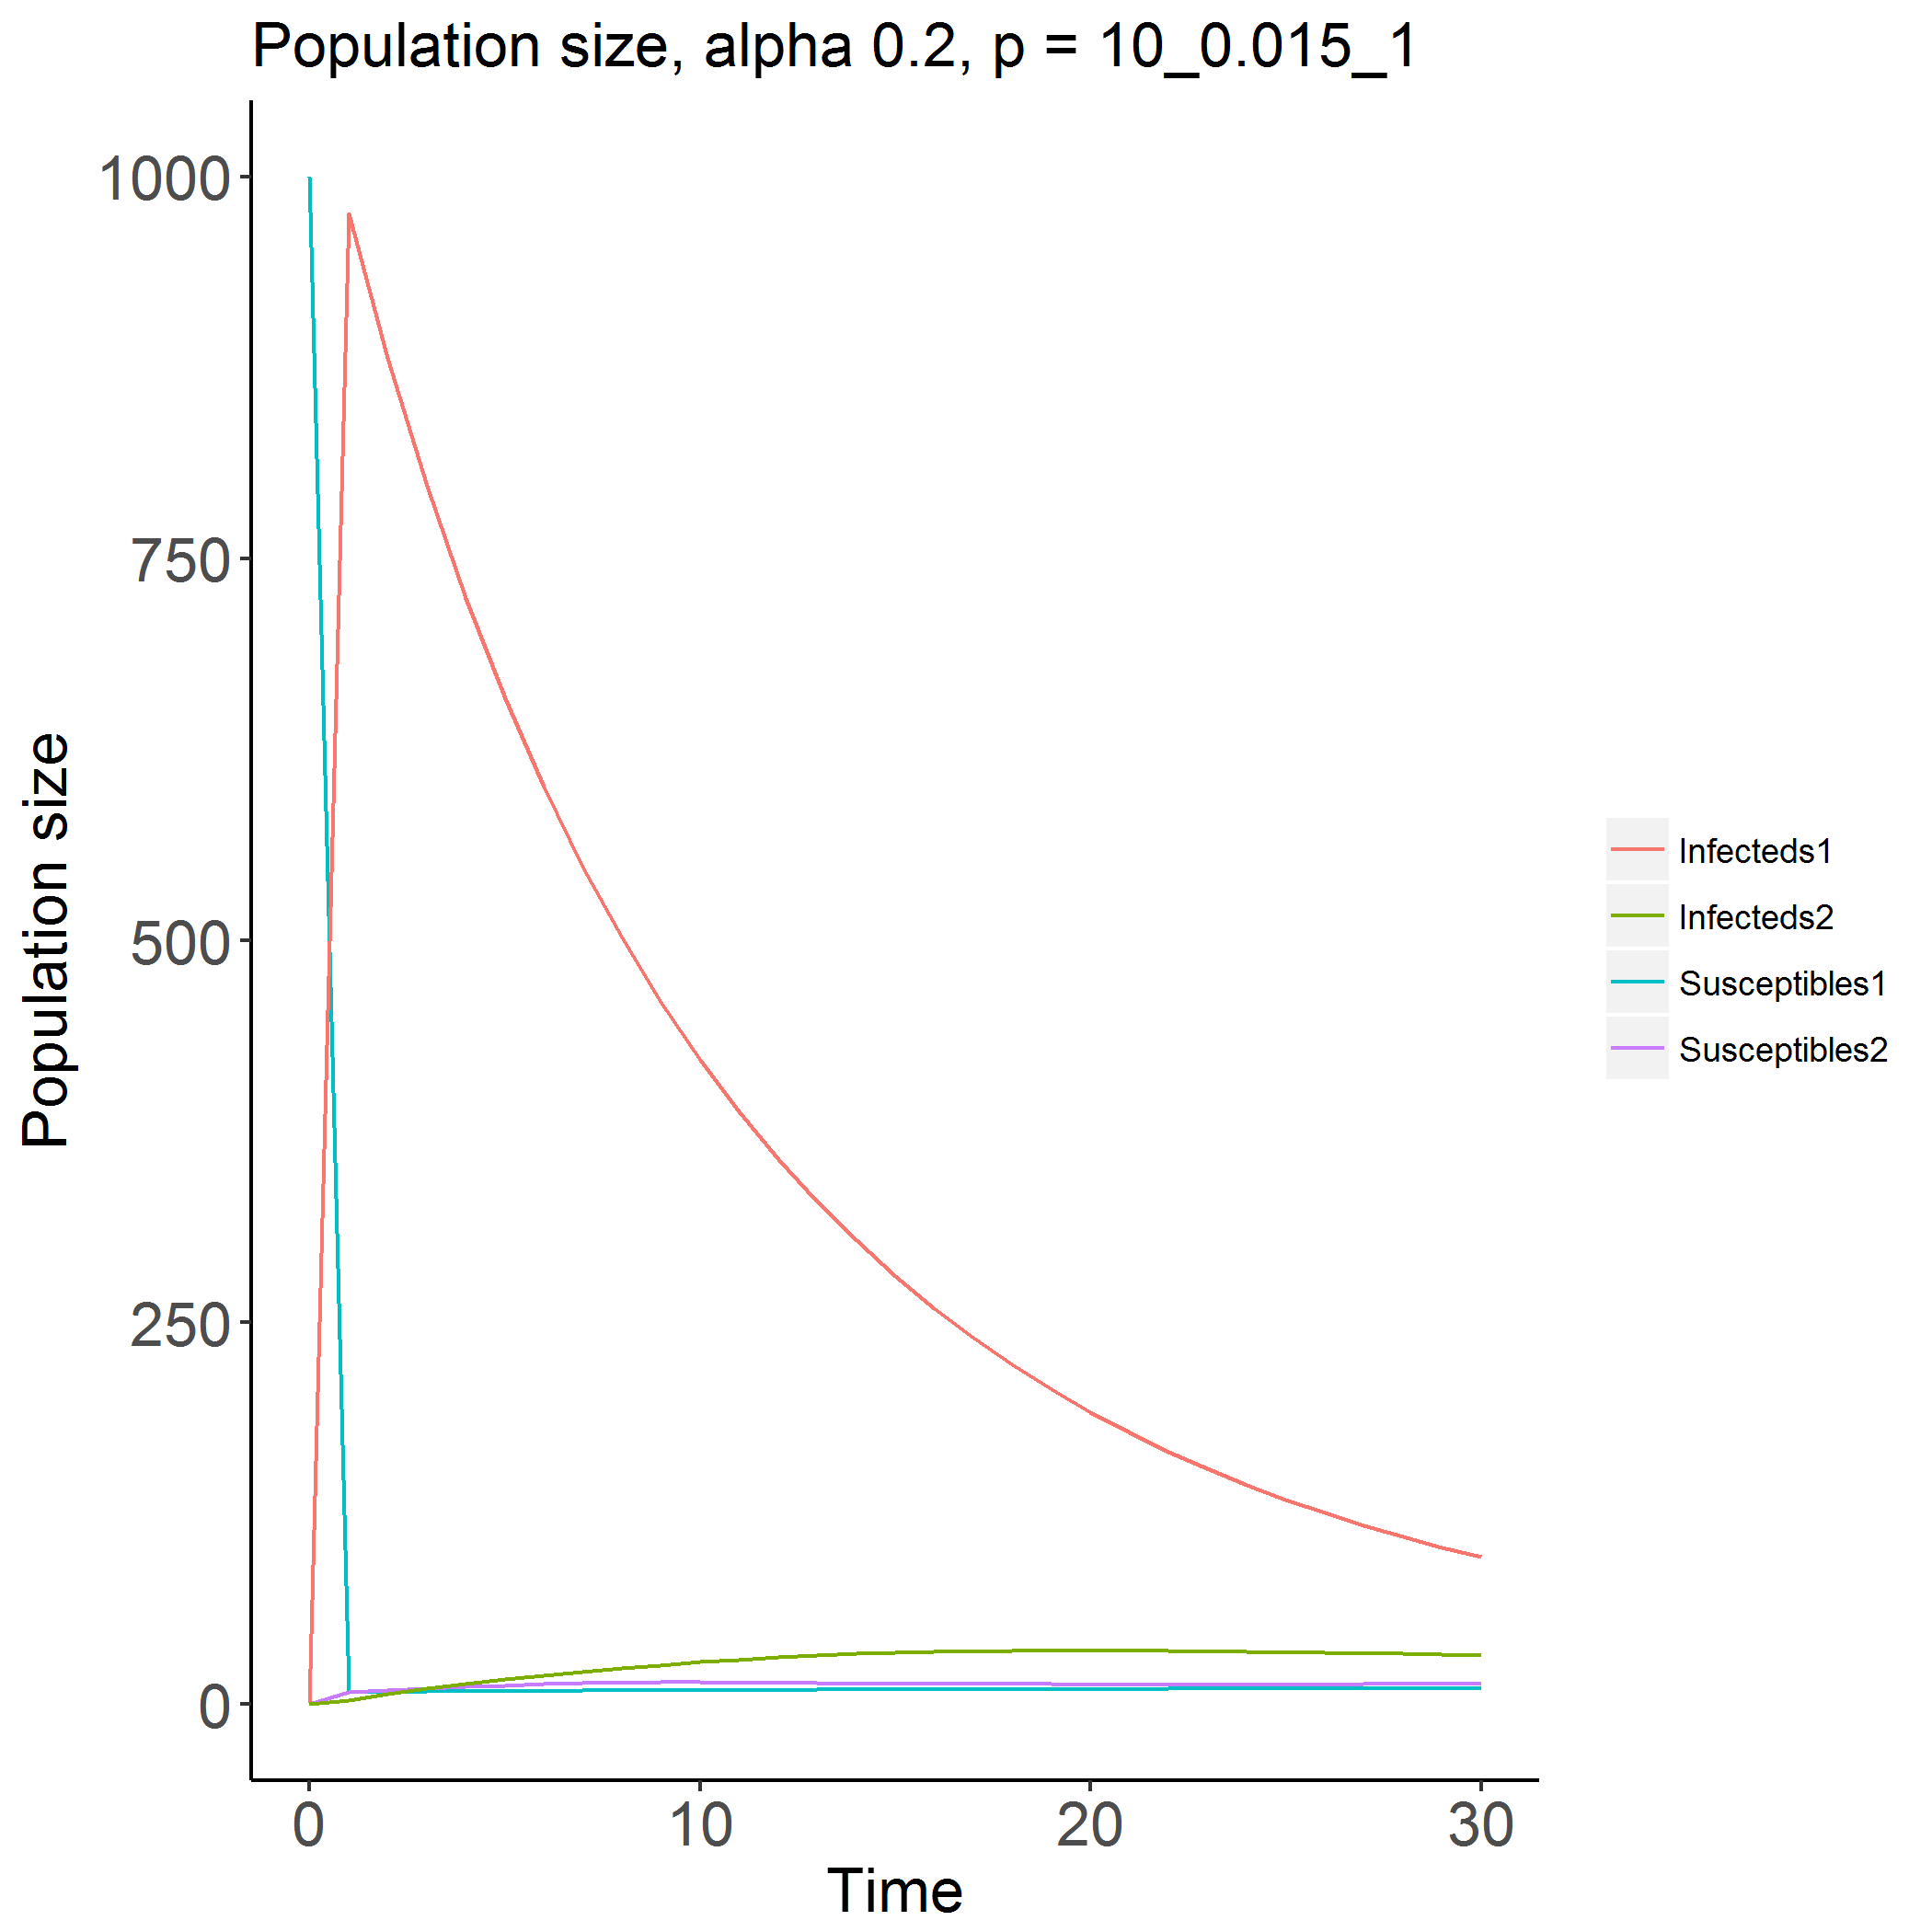 Population size, alpha 0.2, p = 10_0.015_1
1000
750
500
250
0
Population size
0 10 20 30
Time
Infecteds1
Infecteds2
Susceptibles1
Susceptibles2